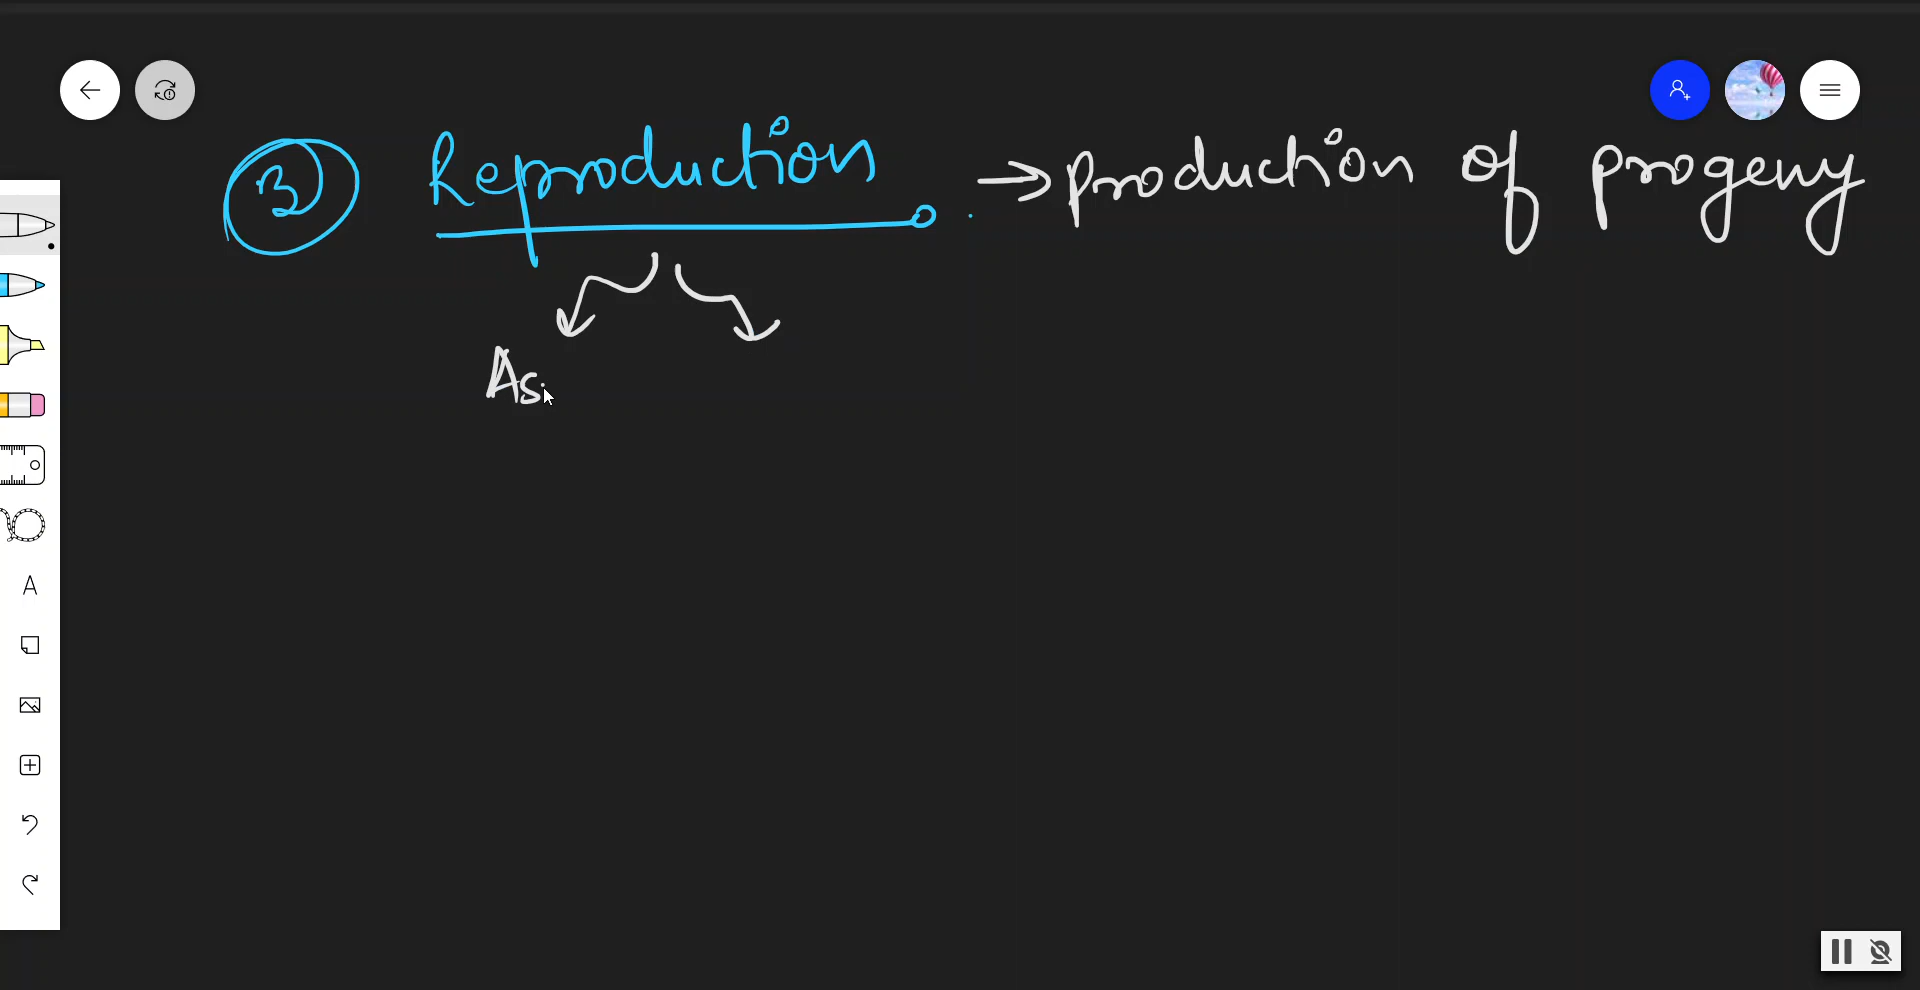 3) Reproduction → production of progeny
As
A